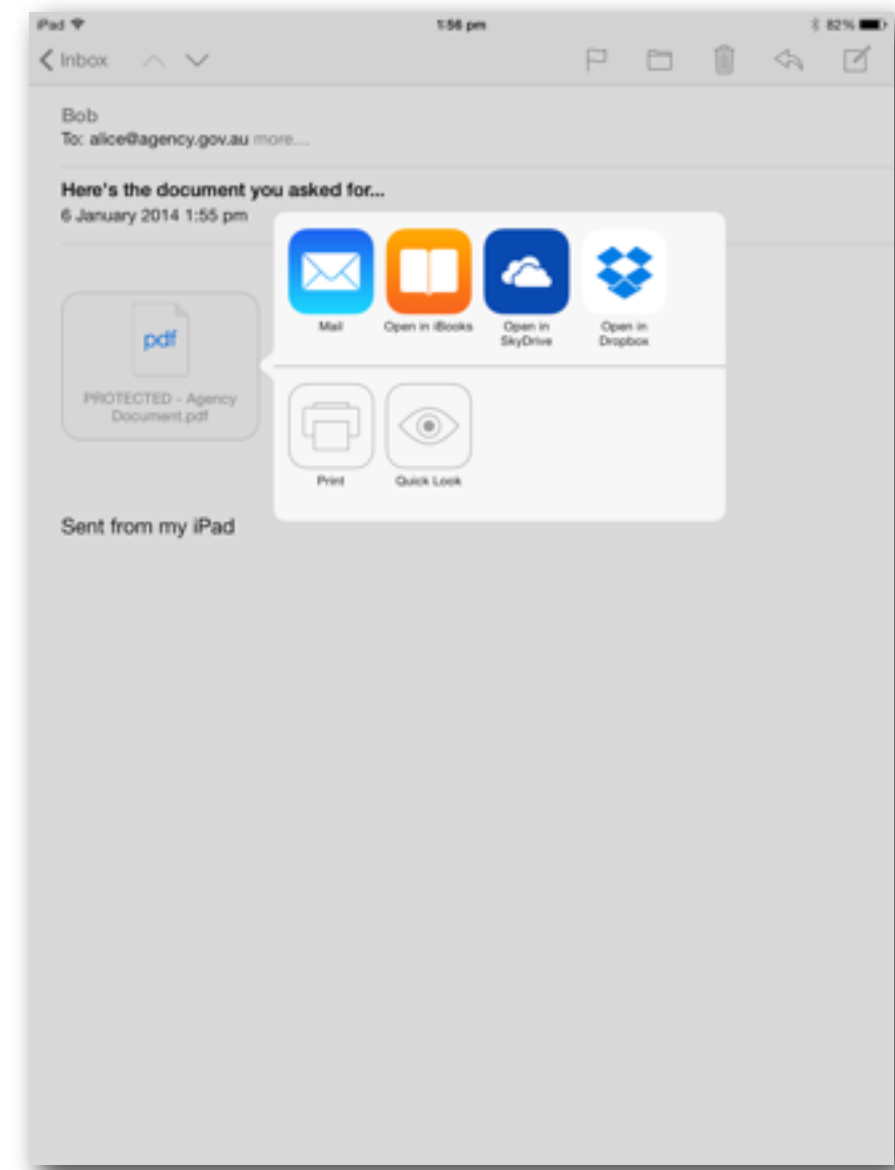 iPad 1:56 pm 82%
Inbox
Bob
To: alice@agency.gov.au more...
Here's the document you asked for...
6 January 2014 1:55 pm
pdf
PROTECTED - Agency
Document.pdf
Mail
Open in iBooks
Open in
SkyDrive
Open in
Dropbox
Print
Quick Look
Sent from my iPad